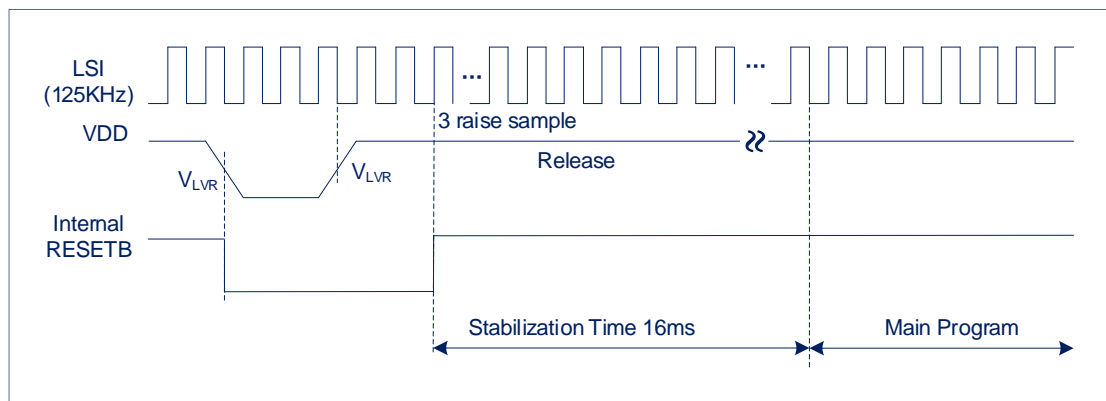 LSI
(125KHz)
...
...
3 raise sample
VDD
VLVR
VLVR
Release
Internal
RESETB
Stabilization Time 16ms
Main Program